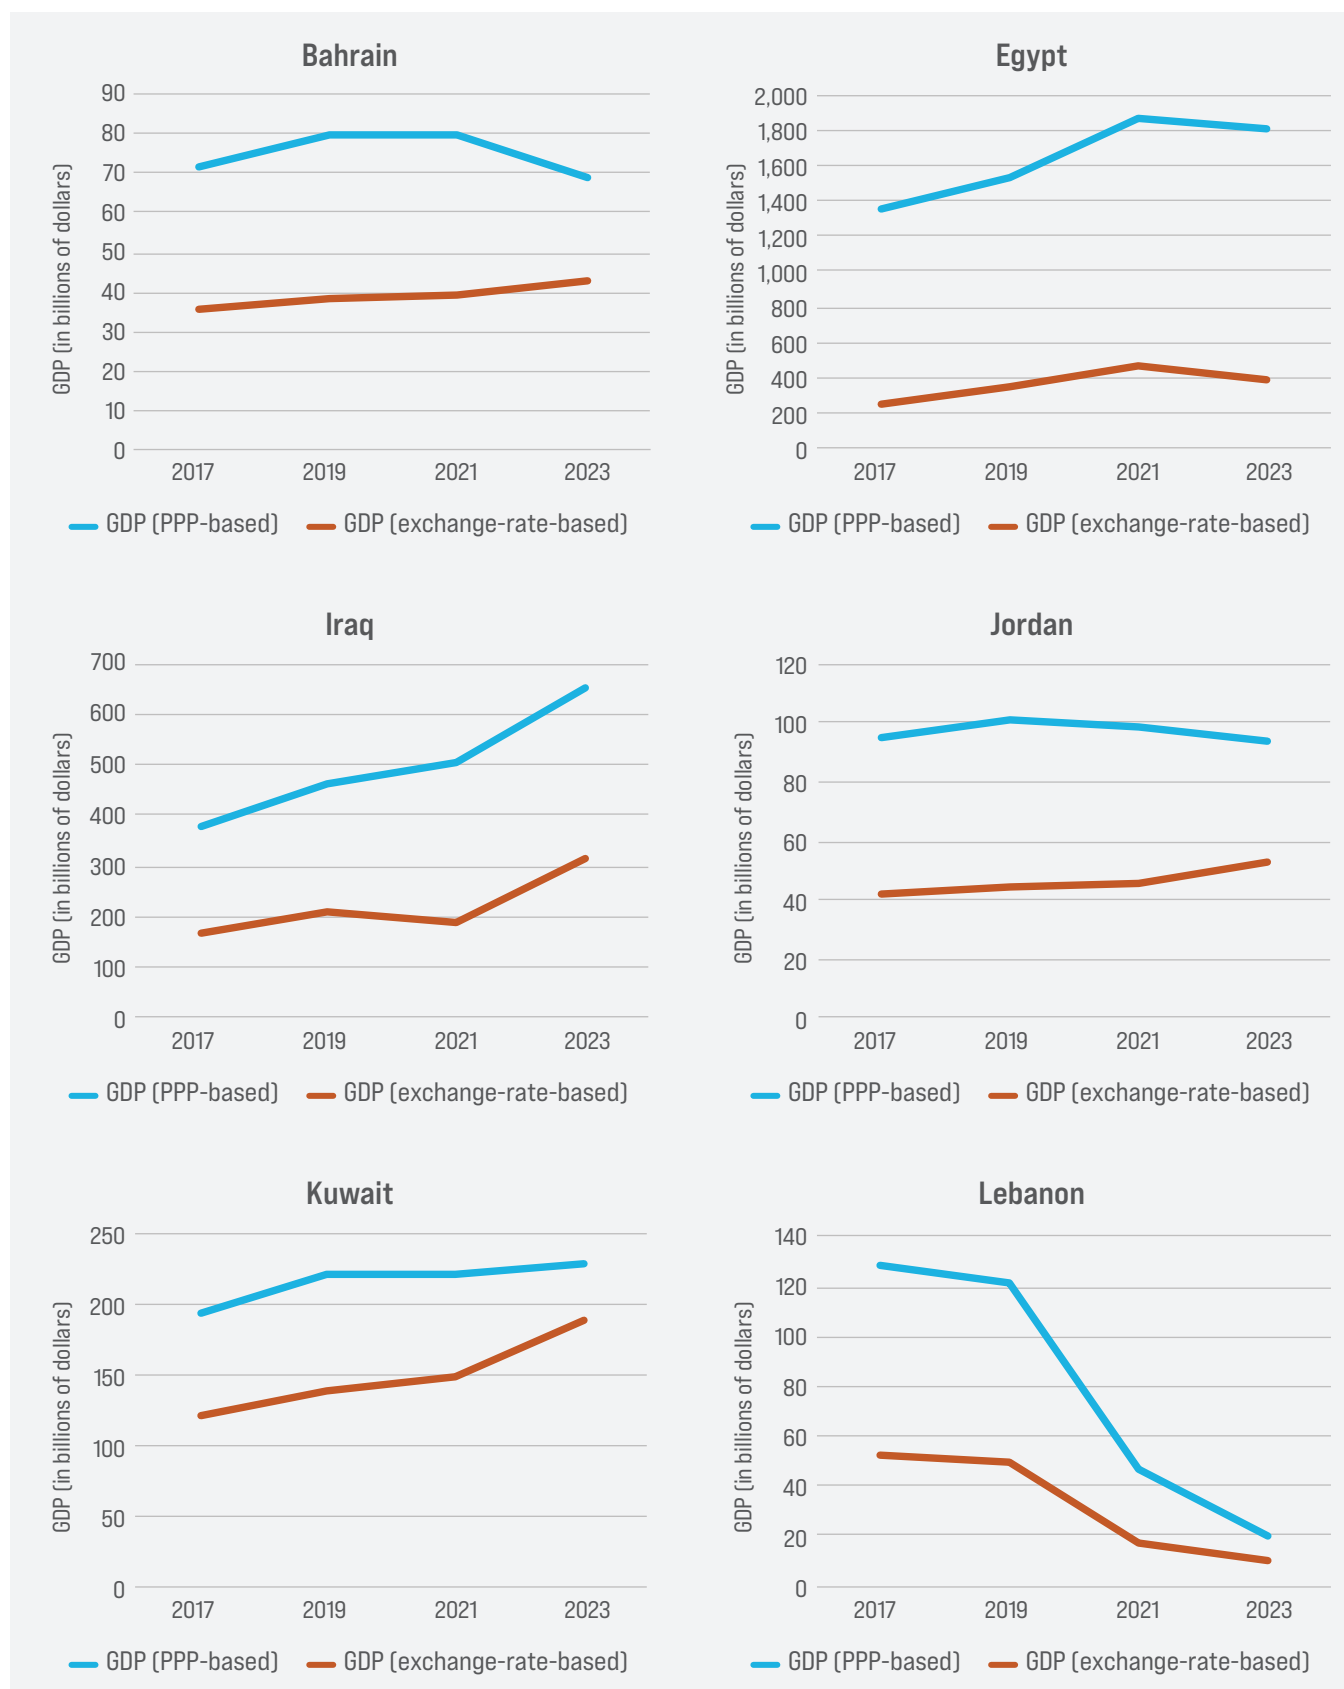 Bahrain
GDP (in billions of dollars)
90
80
70
60
50
40
30
20
10
0
2017 2019 2021 2023
GDP (PPP-based) GDP (exchange-rate-based)
Egypt
GDP (in billions of dollars)
2,000
1,800
1,600
1,400
1,200
1,000
800
600
400
200
0
2017 2019 2021 2023
GDP (PPP-based) GDP (exchange-rate-based)
Iraq
GDP (in billions of dollars)
700
600
500
400
300
200
100
0
2017 2019 2021 2023
GDP (PPP-based) GDP (exchange-rate-based)
Jordan
GDP (in billions of dollars)
120
100
80
60
40
20
0
2017 2019 2021 2023
GDP (PPP-based) GDP (exchange-rate-based)
Kuwait
GDP (in billions of dollars)
250
200
150
100
50
0
2017 2019 2021 2023
GDP (PPP-based) GDP (exchange-rate-based)
Lebanon
GDP (in billions of dollars)
140
120
100
80
60
40
20
0
2017 2019 2021 2023
GDP (PPP-based) GDP (exchange-rate-based)